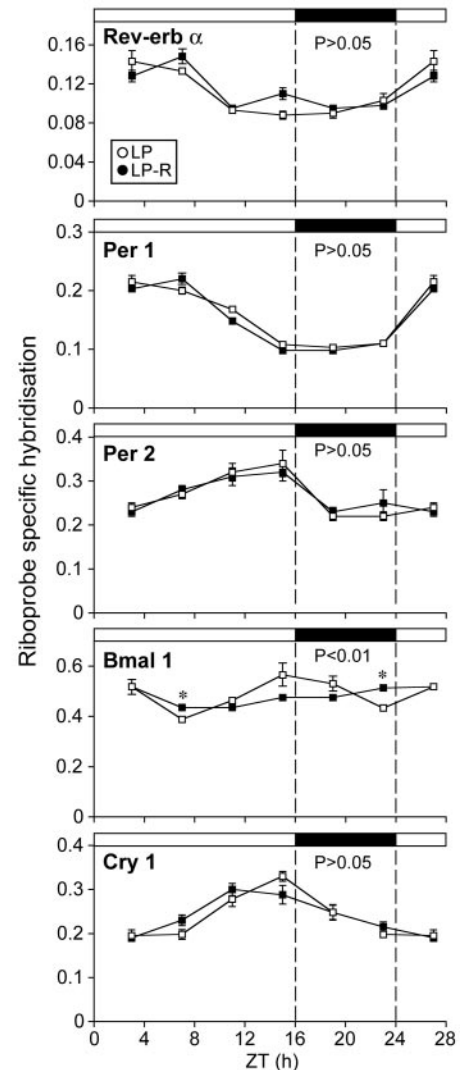 Riboprobe specific hybridisation
Rev-erb α
P>0.05
0.16
0.12
0.08
0.04
0
LP
LP-R
Per 1
P>0.05
0.3
0.2
0.1
0
Per 2
P>0.05
0.4
0.3
0.2
0.1
0
Bmal 1
P<0.01
0.6
0.4
0.2
0
*
*
Cry 1
P>0.05
0.4
0.3
0.2
0.1
0
0 4 8 12 16 20 24 28
ZT (h)